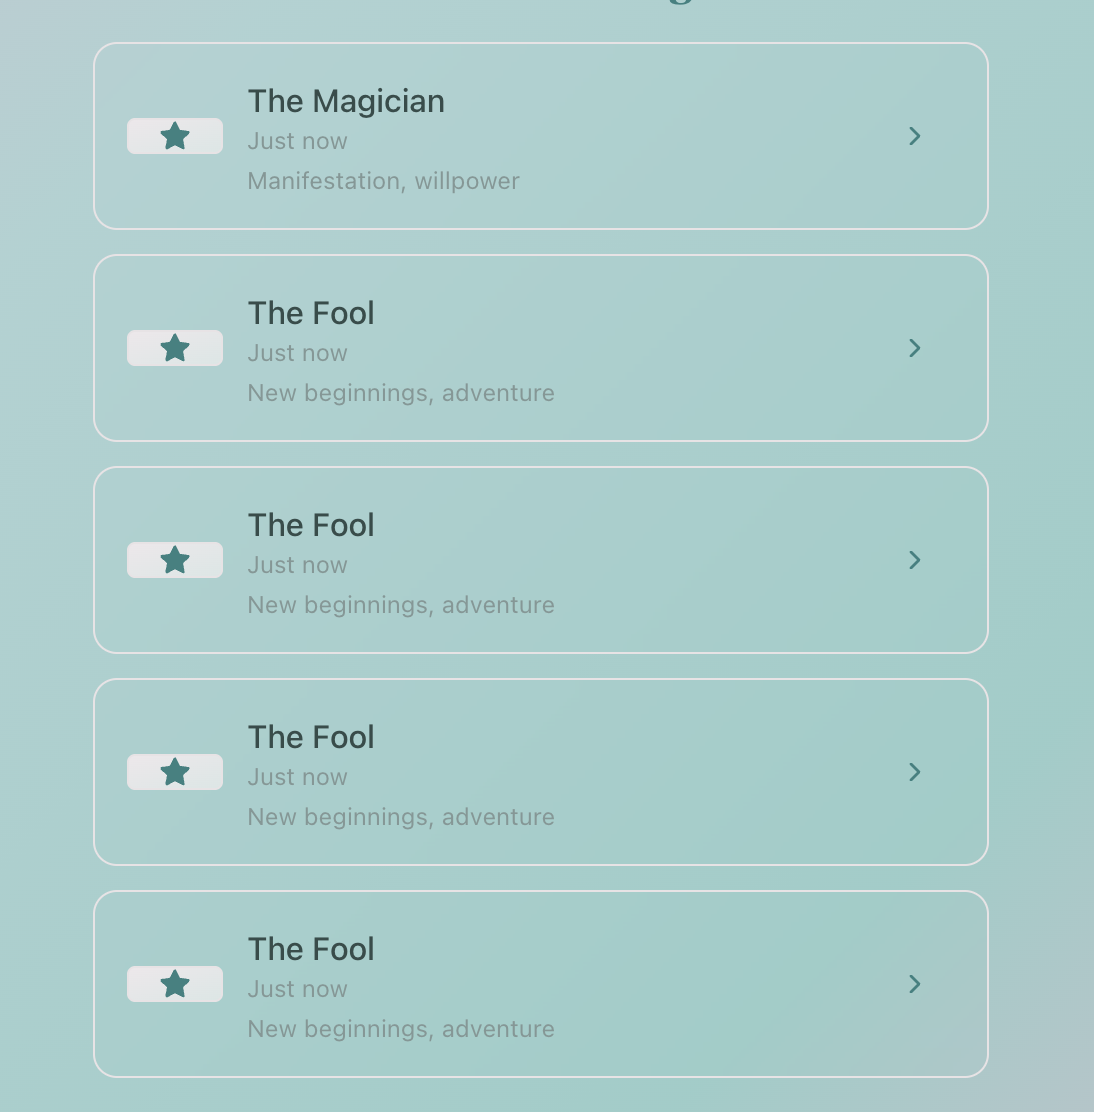 The Magician
Just now
Manifestation, willpower
The Fool
Just now
New beginnings, adventure
The Fool
Just now
New beginnings, adventure
The Fool
Just now
New beginnings, adventure
The Fool
Just now
New beginnings, adventure